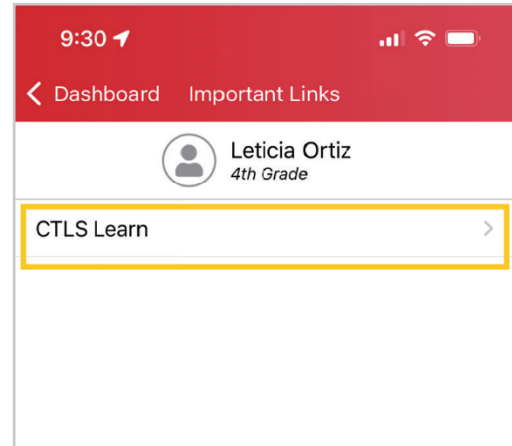 9:30
Dashboard Important Links
Leticia Ortiz
4th Grade
CTLS Learn